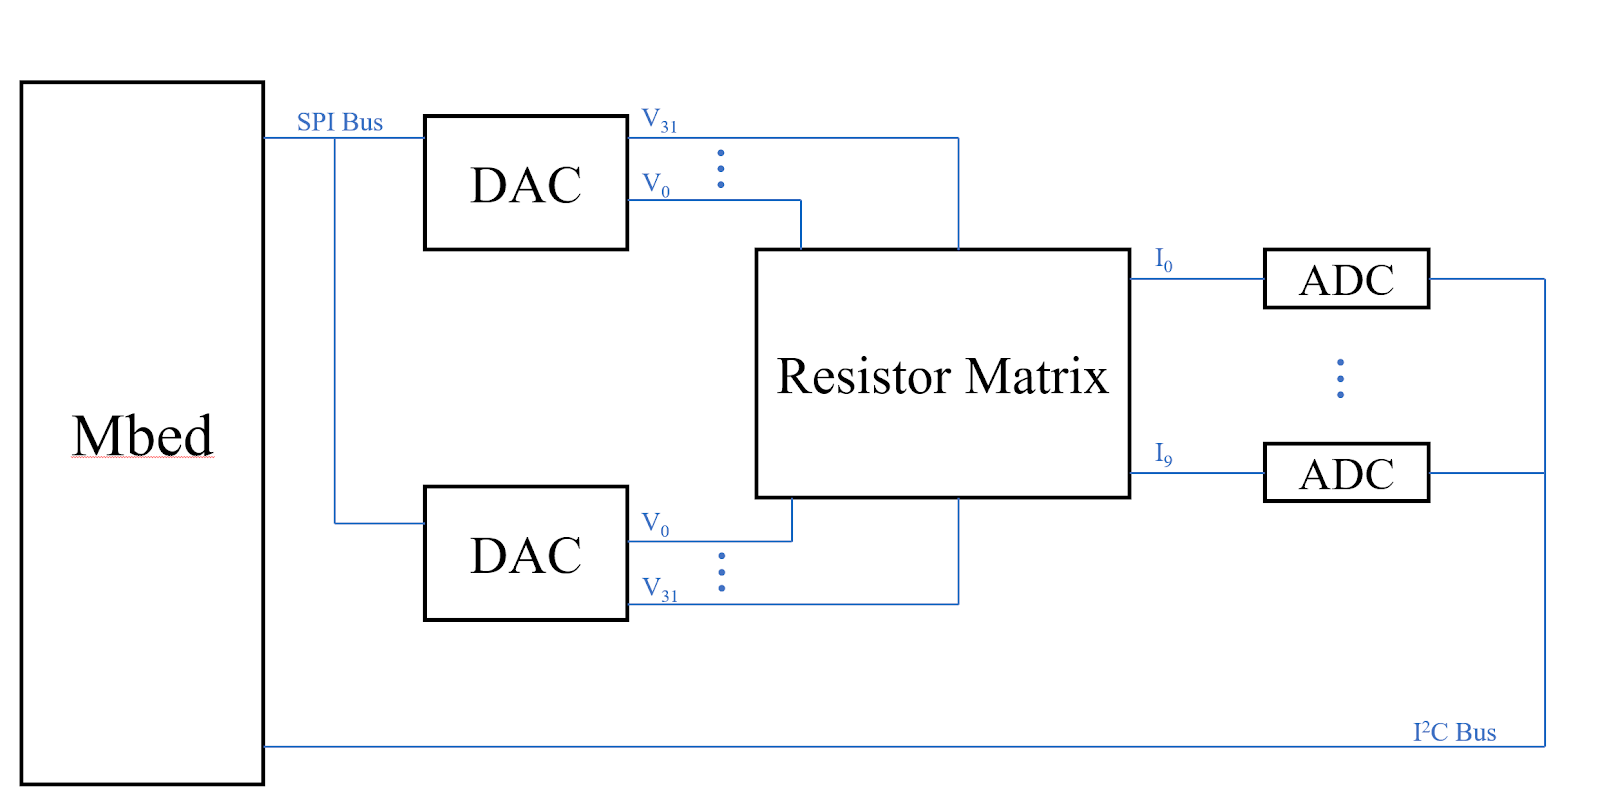 SPI Bus
V31
DAC
V0
I0
ADC
Resistor Matrix
Mbed
I9
ADC
V0
DAC
V31
I²C Bus